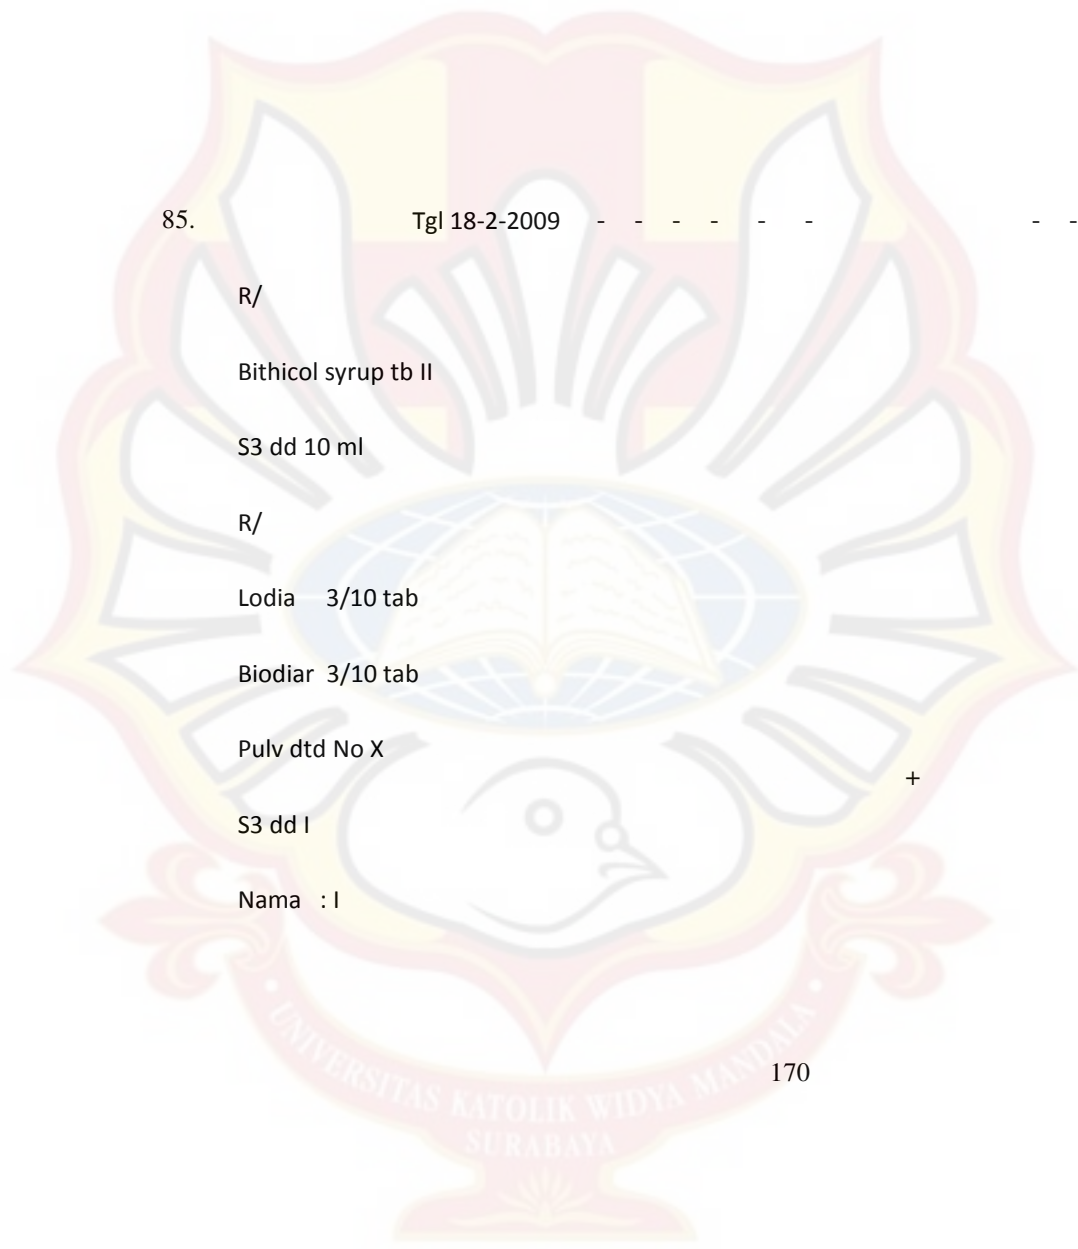 85. Tgl 18-2-2009 - - - - - - - -
R/
Bithicol syrup tb II
S3 dd 10 ml
R/
Lodia 3/10 tab
Biodiar 3/10 tab
Pulv dtd No X
+
S3 dd I
Nama : I
170
UNIVERSITAS KATOLIK WIDYA MANDALA
SURABAYA